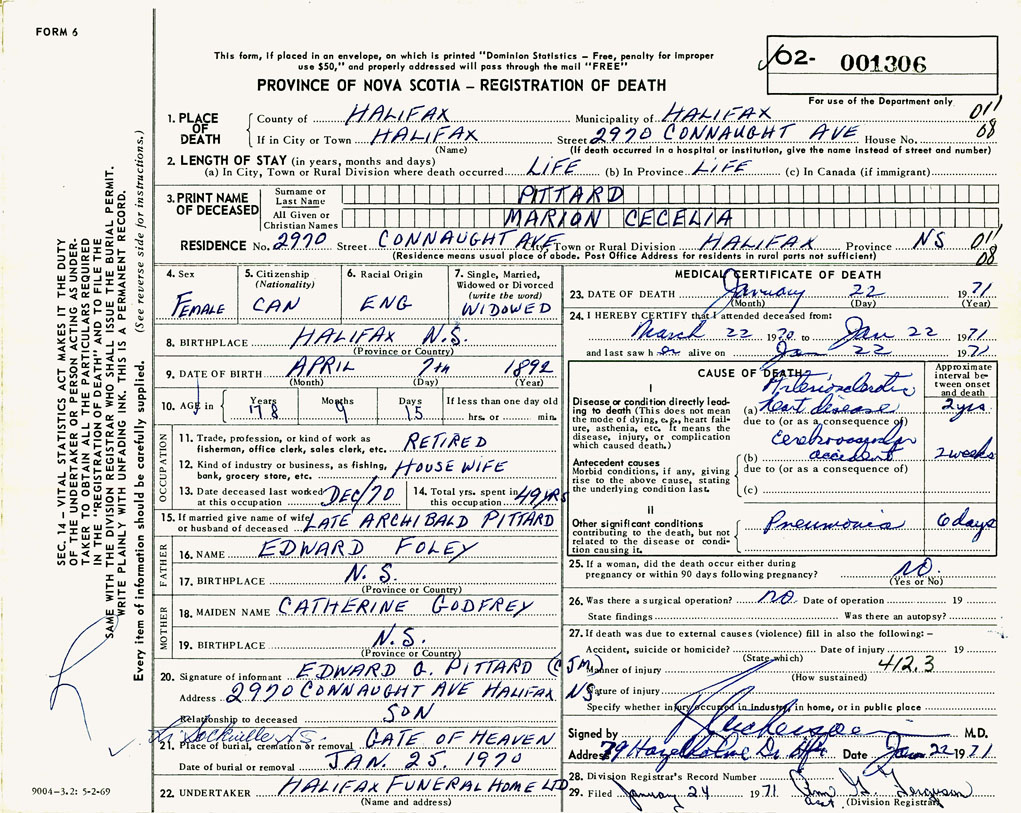 FORM 6
This form, if placed in an envelope, on which is printed "Dominion Statistics – Free, penalty for improper
use $50," and properly addressed will pass through the mail "FREE"
PROVINCE OF NOVA SCOTIA – REGISTRATION OF DEATH
02- 001306
For use of the Department only
SEC. 14 – VITAL STATISTICS ACT MAKES IT THE DUTY
OF THE UNDERTAKER OR PERSON ACTING AS UNDER-
TAKER TO OBTAIN ALL THE PARTICULARS REQUIRED
IN THE "REGISTRATION OF EATH" AND TO FILE THE
SAME WITH THE DIVISION REGISTRAR WHO SHALL ISSUE THE BURIAL PERMIT.
WRITE PLAINLY WITH UNFADING INK. THIS IS A PERMANENT RECORD.
Every item of information should be carefully supplied. (See reverse side for instructions.)
1. PLACE OF DEATH
County of HALIFAX Municipality of HALIFAX 011
If in City or Town HALIFAX Street 2970 CONNAUGHT AVE House No. 08
(Name) (If death occurred in a hospital or institution, give the name instead of street and number)
2. LENGTH OF STAY (in years, months and days)
(a) In City, Town or Rural Division where death occurred LIFE (b) In Province LIFE (c) In Canada (if immigrant)
3. PRINT NAME OF DECEASED
Surname or Last Name PITTARD
All Given or Christian Names MARION CECELIA
RESIDENCE No. 2970 Street CONNAUGHT AVE City, Town or Rural Division HALIFAX Province NS 011
(Residence means usual place of abode. Post Office Address for residents in rural parts not sufficient) 08
4. Sex FEMALE
5. Citizenship (Nationality) CAN
6. Racial Origin ENG
7. Single, Married, Widowed or Divorced (write the word) WIDOWED
8. BIRTHPLACE HALIFAX N.S.
(Province or Country)
9. DATE OF BIRTH APRIL 7th 1892
(Month) (Day) (Year)
10. AGE in Years 78 Months 9 Days 15 If less than one day old
hrs. or min.
OCCUPATION
11. Trade, profession, or kind of work as fisherman, office clerk, sales clerk, etc. RETIRED
12. Kind of industry or business, as fishing, bank, grocery store, etc. HOUSE WIFE
13. Date deceased last worked at this occupation DEC/70 14. Total yrs. spent in this occupation 49 YRS
15. If married give name of wife or husband of deceased LATE ARCHIBALD PITTARD
FATHER
16. NAME EDWARD FOLEY
17. BIRTHPLACE N.S.
(Province or Country)
MOTHER
18. MAIDEN NAME CATHERINE GODFREY
19. BIRTHPLACE N.S.
(Province or Country)
20. Signature of informant EDWARD G. PITTARD (CJM)
Address 2970 CONNAUGHT AVE HALIFAX NS
Relationship to deceased SON
Lr Sackville N.S.
21. Place of burial, cremation or removal GATE OF HEAVEN
Date of burial or removal JAN. 25. 1970
22. UNDERTAKER HALIFAX FUNERAL HOME LTD
(Name and address)
9004-3.2: 5-2-69
MEDICAL CERTIFICATE OF DEATH
23. DATE OF DEATH January 22 1971
(Month) (Day) (Year)
24. I HEREBY CERTIFY that I attended deceased from:
March 22 1970 to Jan 22 1971
and last saw her alive on Jan 22 1971
CAUSE OF DEATH
Approximate interval between onset and death
I
Disease or condition directly leading to death (This does not mean the mode of dying, e.g., heart failure, asthenia, etc. It means the disease, injury, or complication which caused death.)
(a) Arteriosclerotic heart disease 2 yrs
due to (or as a consequence of)
Antecedent causes
Morbid conditions, if any, giving rise to the above cause, stating the underlying condition last.
(b) Cerebrovascular accident 2 weeks
due to (or as a consequence of)
(c)
II
Other significant conditions contributing to the death, but not related to the disease or condition causing it.
Pneumonia 6 days
25. If a woman, did the death occur either during pregnancy or within 90 days following pregnancy? NO.
(Yes or No)
26. Was there a surgical operation? no. Date of operation 19
State findings Was there an autopsy?
27. If death was due to external causes (violence) fill in also the following: –
Accident, suicide or homicide? Date of injury 19
(State which) 412.3
Manner of injury
(How sustained)
Nature of injury
Specify whether injury occurred in industry, in home, or in public place
Signed by M.D.
Address 79 Hazelholme Dr. Hfx Date Jan 22 1971
28. Division Registrar's Record Number
29. Filed January 24 1971 Ferguson
(Division Registrar)